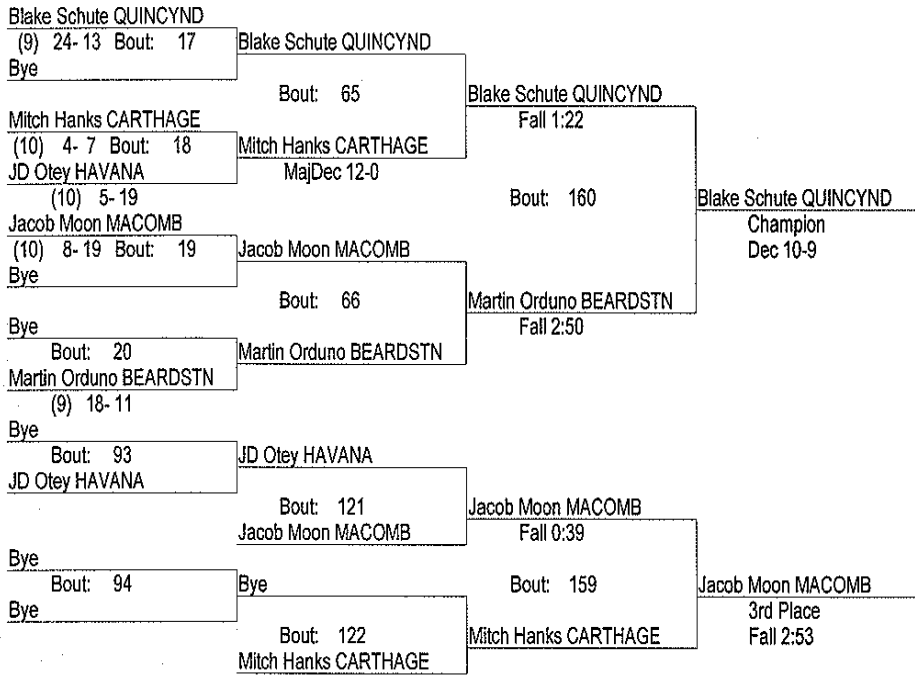 Blake Schute QUINCYND
(9) 24-13 Bout: 17
Bye
Blake Schute QUINCYND
Bout: 65
Mitch Hanks CARTHAGE
(10) 4-7 Bout: 18
JD Otey HAVANA
(10) 5-19
Mitch Hanks CARTHAGE
MajDec 12-0
Blake Schute QUINCYND
Fall 1:22
Jacob Moon MACOMB
(10) 8-19 Bout: 19
Bye
Jacob Moon MACOMB
Bout: 66
Bye
Bout: 20
Martin Orduno BEARDSTN
(9) 18-11
Martin Orduno BEARDSTN
Martin Orduno BEARDSTN
Fall 2:50
Bout: 160
Blake Schute QUINCYND
Champion
Dec 10-9
Bye
Bout: 93
JD Otey HAVANA
JD Otey HAVANA
Bout: 121
Jacob Moon MACOMB
Jacob Moon MACOMB
Fall 0:39
Bye
Bout: 94
Bye
Bye
Bout: 122
Mitch Hanks CARTHAGE
Mitch Hanks CARTHAGE
Bout: 159
Jacob Moon MACOMB
3rd Place
Fall 2:53